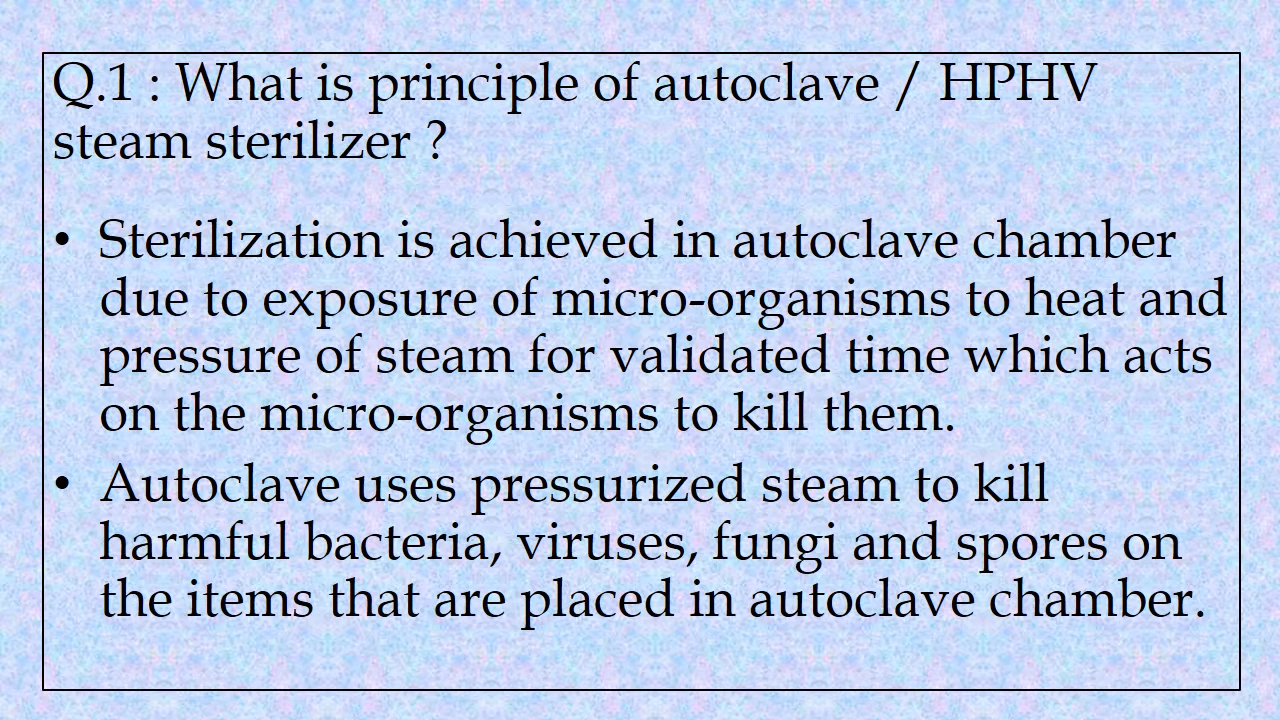 Q.1 : What is principle of autoclave / HPHV
steam sterilizer ?
• Sterilization is achieved in autoclave chamber
due to exposure of micro-organisms to heat and
pressure of steam for validated time which acts
on the micro-organisms to kill them.
• Autoclave uses pressurized steam to kill
harmful bacteria, viruses, fungi and spores on
the items that are placed in autoclave chamber.